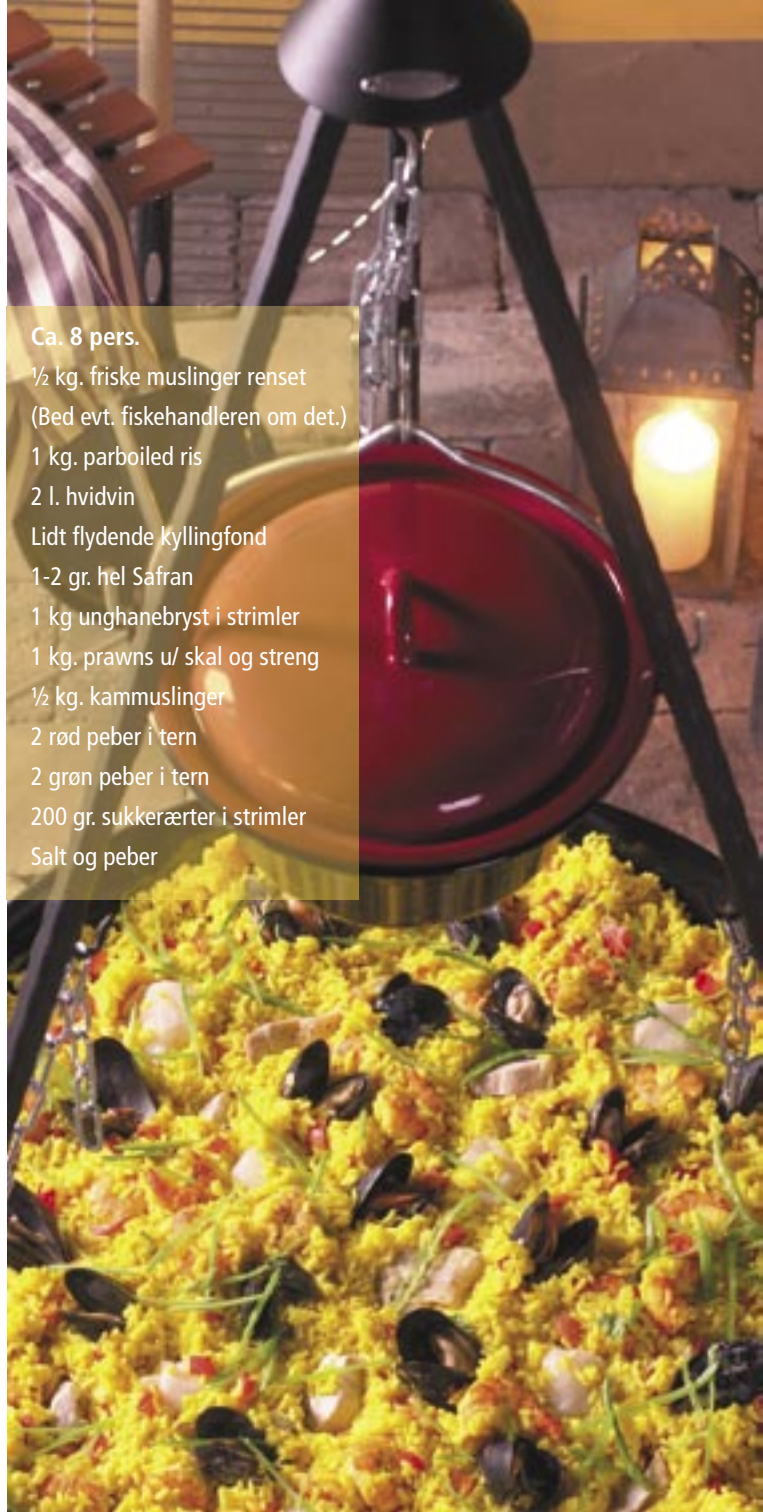 Ca. 8 pers.
½ kg. friske muslinger renset
(Bed evt. fiskehandleren om det.)
1 kg. parboiled ris
2 l. hvidvin
Lidt flydende kyllingfond
1-2 gr. hel Safran
1 kg unghanebryst i strimler
1 kg. prawns u/ skal og streng
½ kg. kammuslinger
2 rød peber i tern
2 grøn peber i tern
200 gr. sukkerærter i strimler
Salt og peber